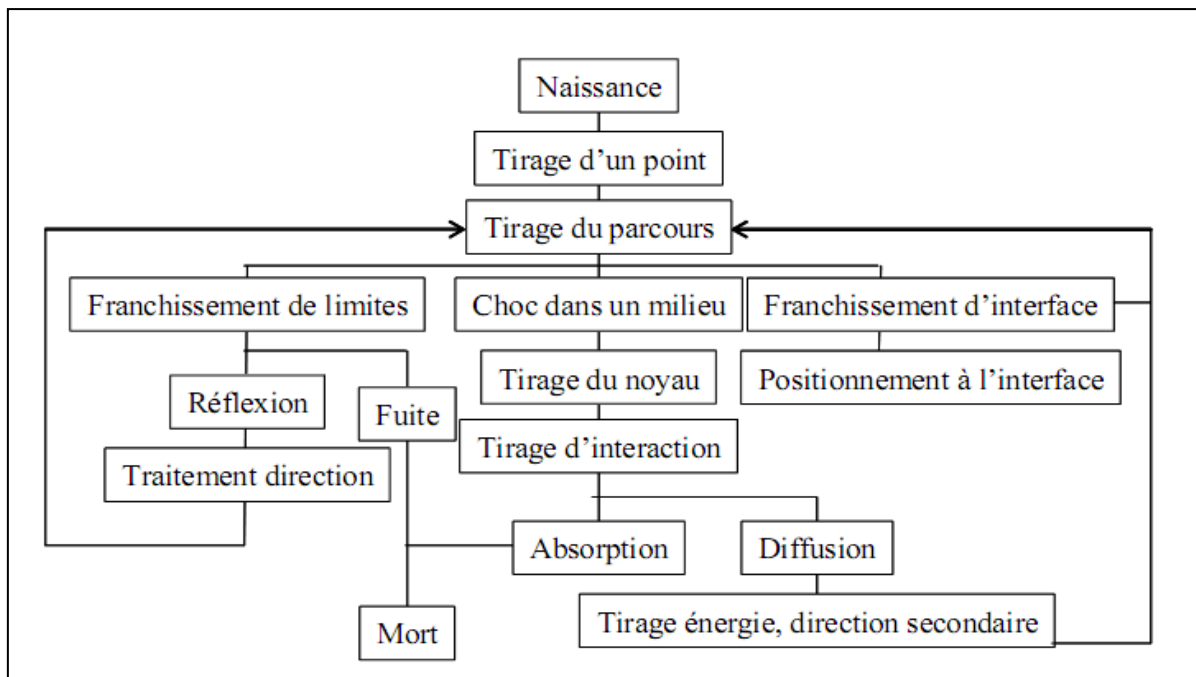 Naissance
Tirage d’un point
Tirage du parcours
Franchissement de limites
Choc dans un milieu
Franchissement d’interface
Tirage du noyau
Positionnement à l’interface
Réflexion
Fuite
Tirage d’interaction
Traitement direction
Absorption
Diffusion
Tirage énergie, direction secondaire
Mort